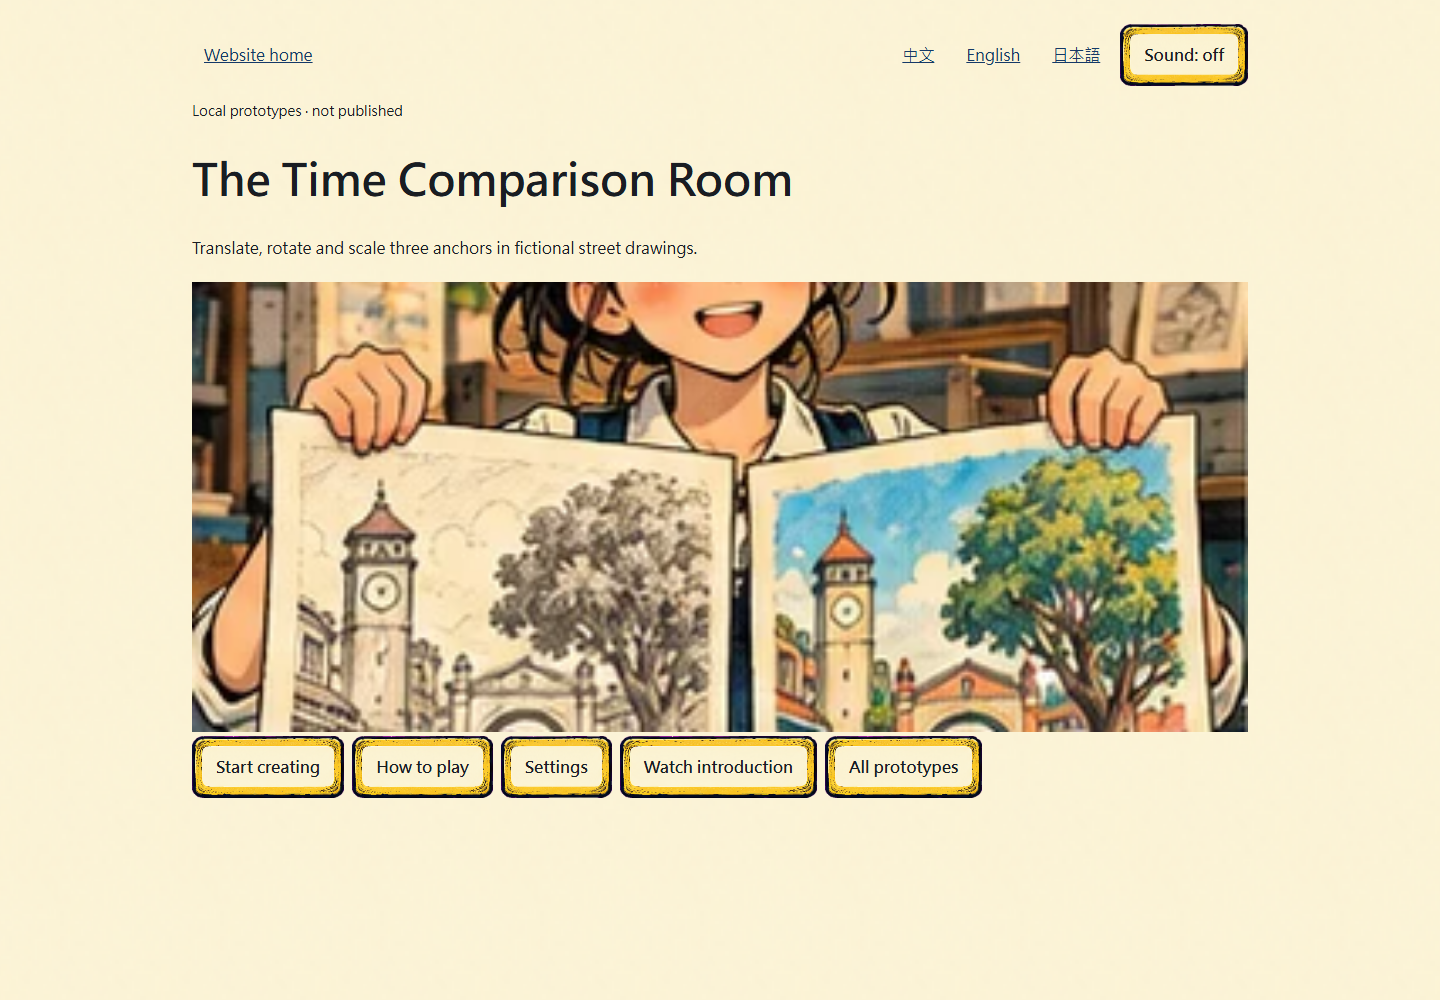 Website home
中文 English 日本語 Sound: off
Local prototypes · not published
The Time Comparison Room
Translate, rotate and scale three anchors in fictional street drawings.
Start creating How to play Settings Watch introduction All prototypes